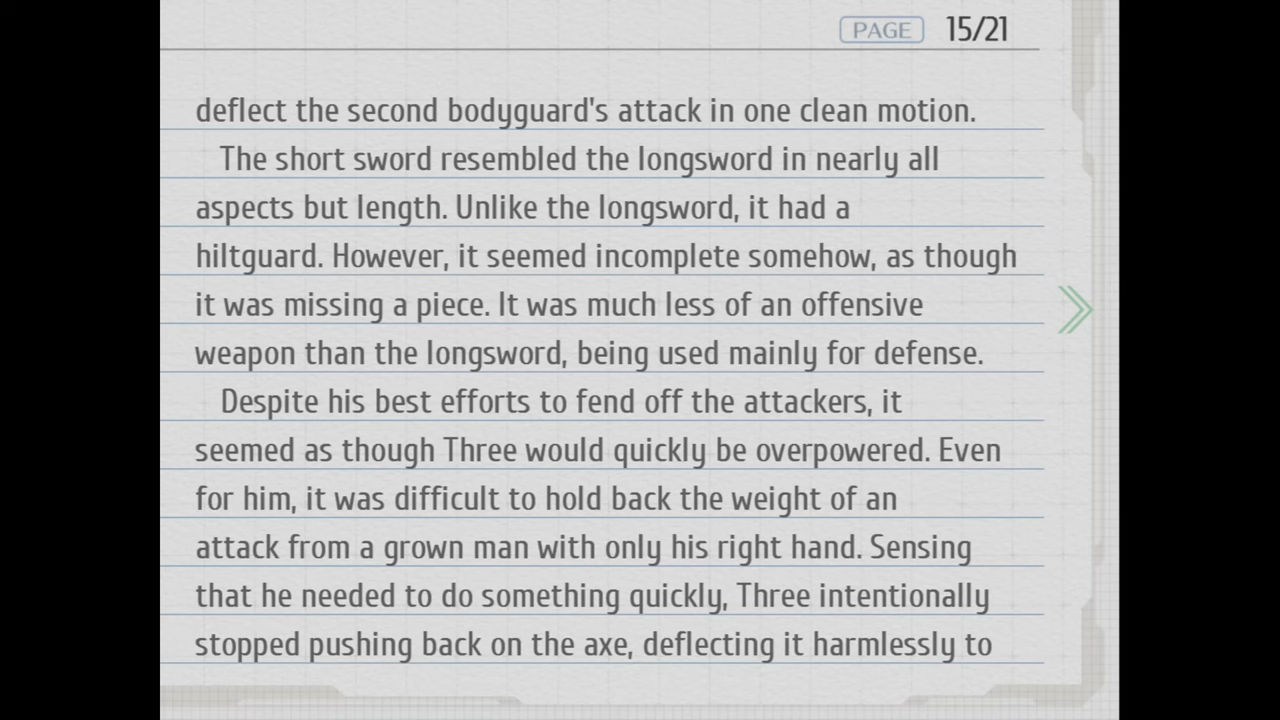 PAGE 15/21
deflect the second bodyguard's attack in one clean motion.
The short sword resembled the longsword in nearly all
aspects but length. Unlike the longsword, it had a
hiltguard. However, it seemed incomplete somehow, as though
it was missing a piece. It was much less of an offensive
weapon than the longsword, being used mainly for defense.
Despite his best efforts to fend off the attackers, it
seemed as though Three would quickly be overpowered. Even
for him, it was difficult to hold back the weight of an
attack from a grown man with only his right hand. Sensing
that he needed to do something quickly, Three intentionally
stopped pushing back on the axe, deflecting it harmlessly to